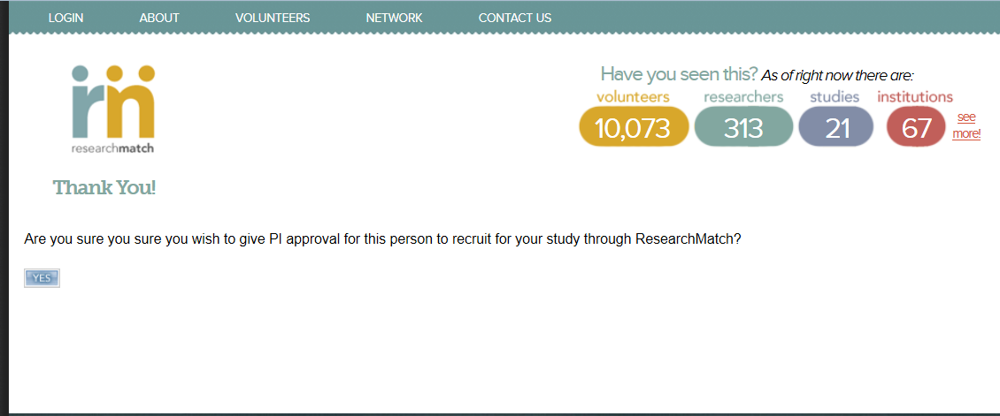 LOGIN ABOUT VOLUNTEERS NETWORK CONTACT US
Have you seen this? As of right now there are:
volunteers researchers studies institutions
10,073 313 21 67 see
more!
researchmatch
Thank You!
Are you sure you sure you wish to give PI approval for this person to recruit for your study through ResearchMatch?
YES